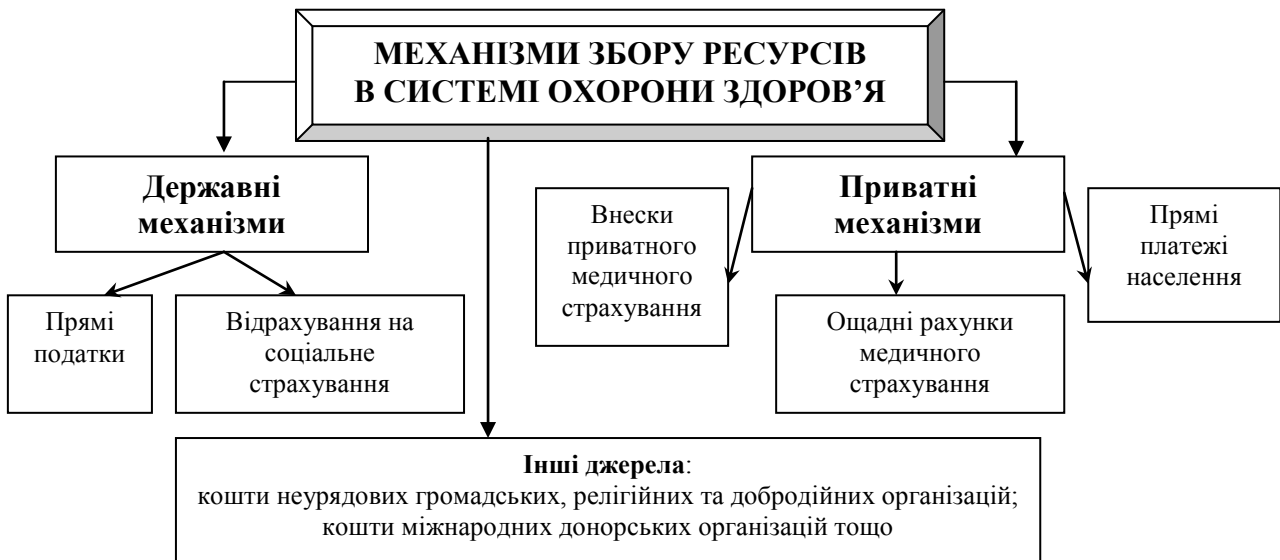 МЕХАНІЗМИ ЗБОРУ РЕСУРСІВ
В СИСТЕМІ ОХОРОНИ ЗДОРОВ’Я
Державні
механізми
Прямі
податки
Відрахування на
соціальне
страхування
Приватні
механізми
Внески
приватного
медичного
страхування
Ощадні рахунки
медичного
страхування
Прямі
платежі
населення
Інші джерела:
кошти неурядових громадських, релігійних та добродійних організацій;
кошти міжнародних донорських організацій тощо